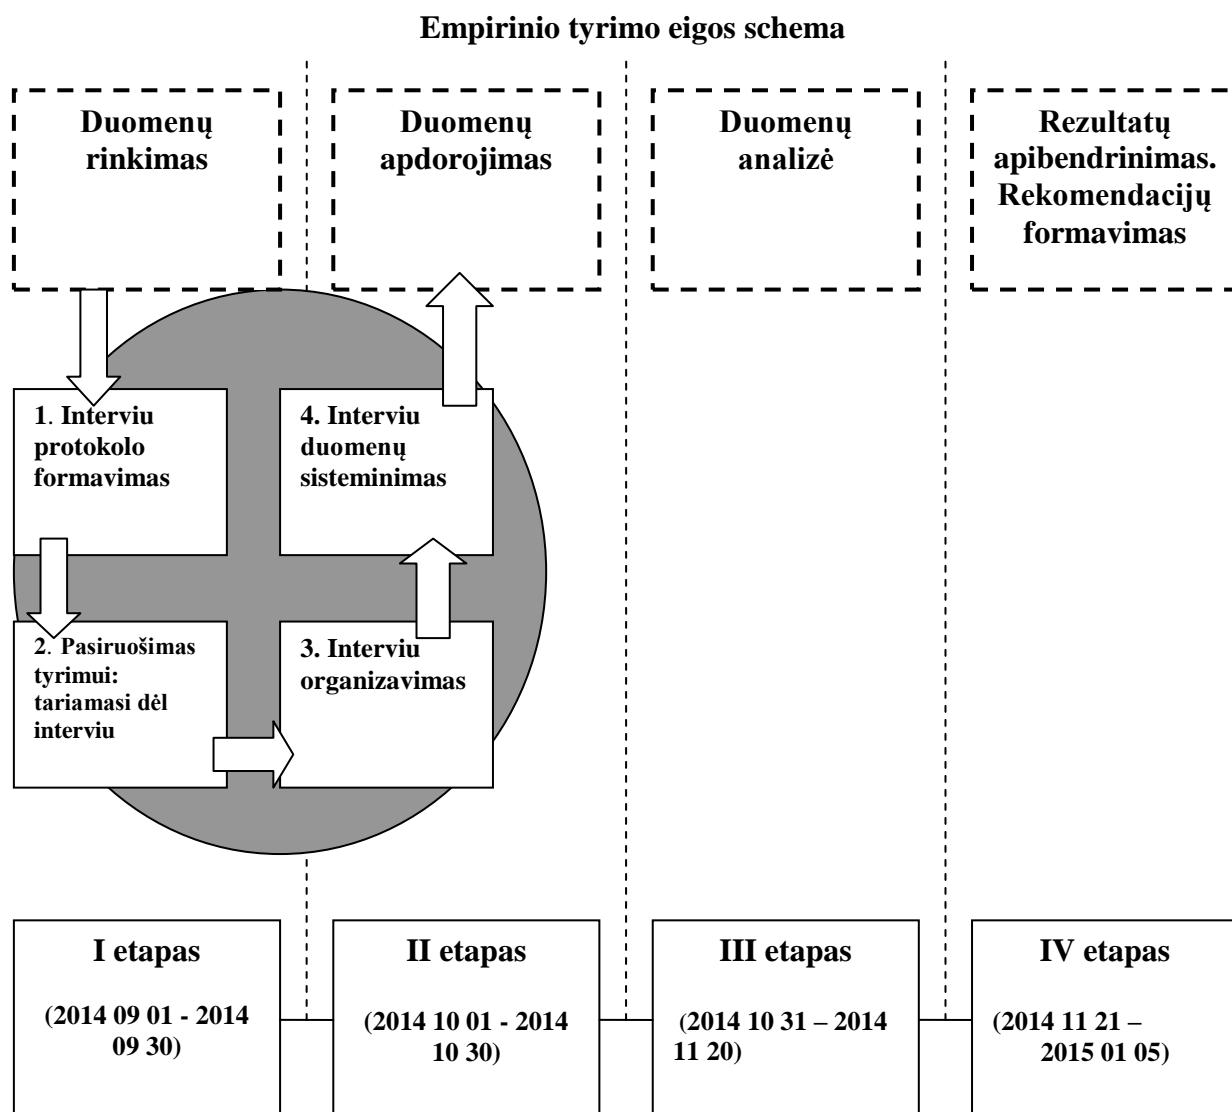 Empirinio tyrimo eigos schema
Duomenų
rinkimas
Duomenų
apdorojimas
Duomenų
analizė
Rezultatų
apibendrinimas.
Rekomendacijų
formavimas
1. Interviu
protokolo
formavimas
4. Interviu
duomenų
sisteminimas
2. Pasiruošimas
tyrimui:
tariamasi dėl
interviu
3. Interviu
organizavimas
I etapas
(2014 09 01 - 2014
09 30)
II etapas
(2014 10 01 - 2014
10 30)
III etapas
(2014 10 31 – 2014
11 20)
IV etapas
(2014 11 21 –
2015 01 05)